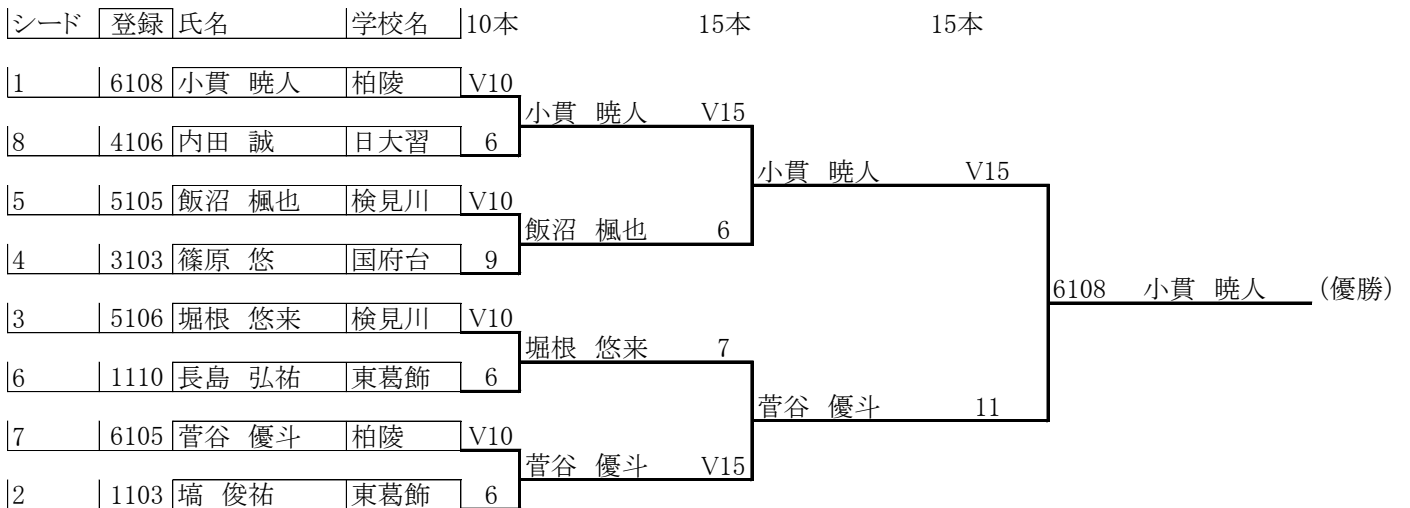 シード 登録 氏名 学校名 10本 15本 15本
1 6108 小貫 暁人 柏陵 V10
小貫 暁人 V15
8 4106 内田 誠 日大習 6
小貫 暁人 V15
5 5105 飯沼 楓也 検見川 V10
飯沼 楓也 6
4 3103 篠原 悠 国府台 9
6108 小貫 暁人 (優勝)
3 5106 堀根 悠来 検見川 V10
堀根 悠来 7
6 1110 長島 弘祐 東葛飾 6
菅谷 優斗 11
7 6105 菅谷 優斗 柏陵 V10
菅谷 優斗 V15
2 1103 塙 俊祐 東葛飾 6